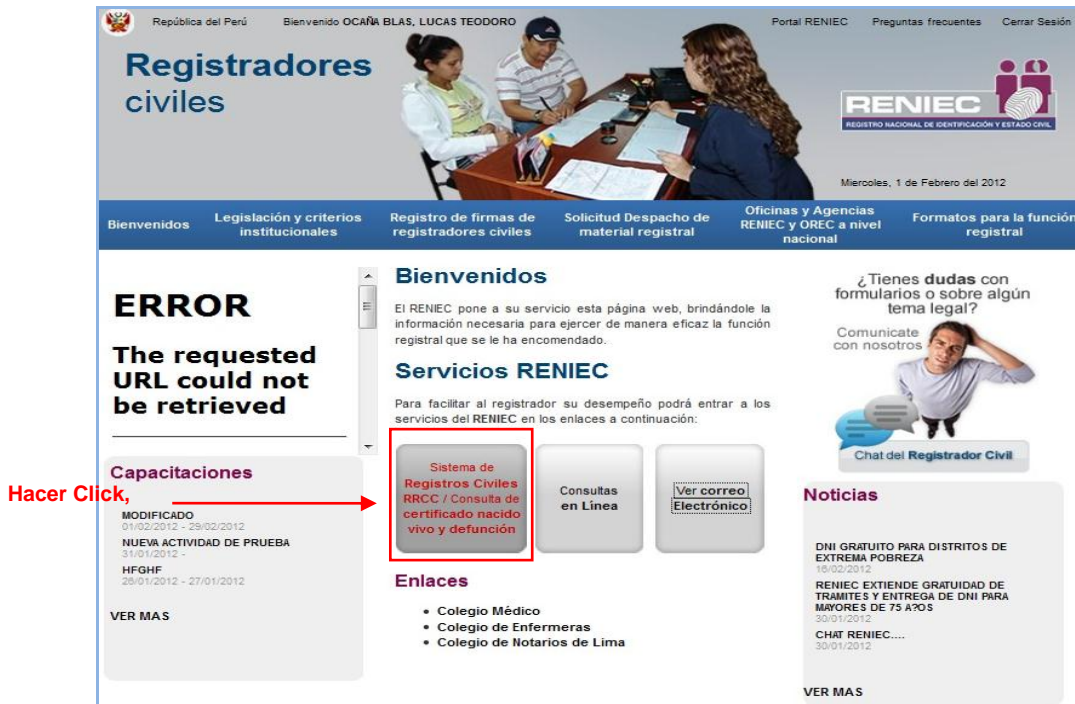 República del Perú
Bienvenido OCAÑA BLAS, LUCAS TEODORO
Portal RENIEC
Preguntas frecuentes
Cerrar Sesión
Registradores
civiles
RENIEC
REGISTRO NACIONAL DE IDENTIFICACIÓN Y ESTADO CIVIL
Miercoles, 1 de Febrero del 2012
Bienvenidos
Legislación y criterios
institucionales
Registro de firmas de
registradores civiles
Solicitud Despacho de
material registral
Oficinas y Agencias
RENIEC y OREC a nivel
nacional
Formatos para la función
registral
ERROR
The requested
URL could not
be retrieved
Capacitaciones
Hacer Click,
MODIFICADO
01/02/2012 - 29/02/2012
NUEVA ACTIVIDAD DE PRUEBA
31/01/2012 -
HFGHF
26/01/2012 - 27/01/2012
VER MAS
Bienvenidos
El RENIEC pone a su servicio esta página web, brindándole la
información necesaria para ejercer de manera eficaz la función
registral que se le ha encomendado.
Servicios RENIEC
Para facilitar al registrador su desempeño podrá entrar a los
servicios del RENIEC en los enlaces a continuación:
Sistema de
Registros Civiles
RRCC / Consulta de
certificado nacido
vivo y defunción
Consultas
en Línea
Ver correo
Electrónico
Enlaces
Colegio Médico
Colegio de Enfermeras
Colegio de Notarios de Lima
¿Tienes dudas con
formularios o sobre algún
tema legal?
Comunicate
con nosotros
Chat del Registrador Civil
Noticias
DNI GRATUITO PARA DISTRITOS DE
EXTREMA POBREZA
16/02/2012
RENIEC EXTIENDE GRATUIDAD DE
TRAMITES Y ENTREGA DE DNI PARA
MAYORES DE 75 A?OS
30/01/2012
CHAT RENIEC....
30/01/2012
VER MAS